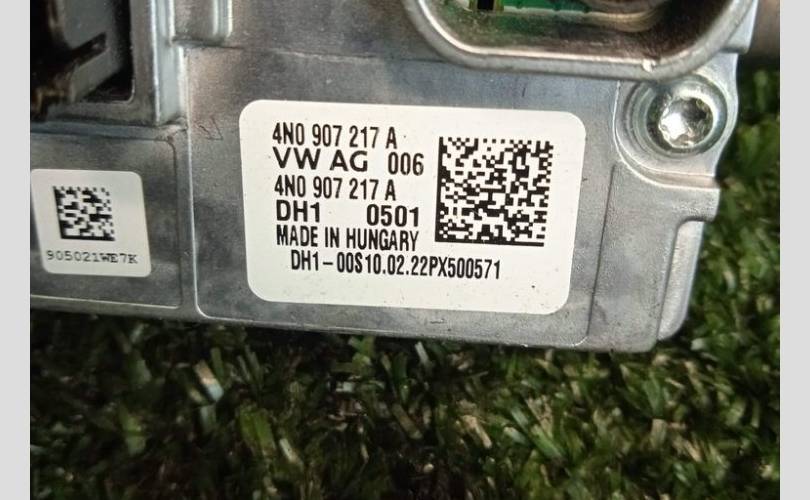 4N0 907 217 A
VW AG 006
4N0 907 217 A
DH1 0501
MADE IN HUNGARY
DH1-00S10.02.22PX500571
905021WE7K